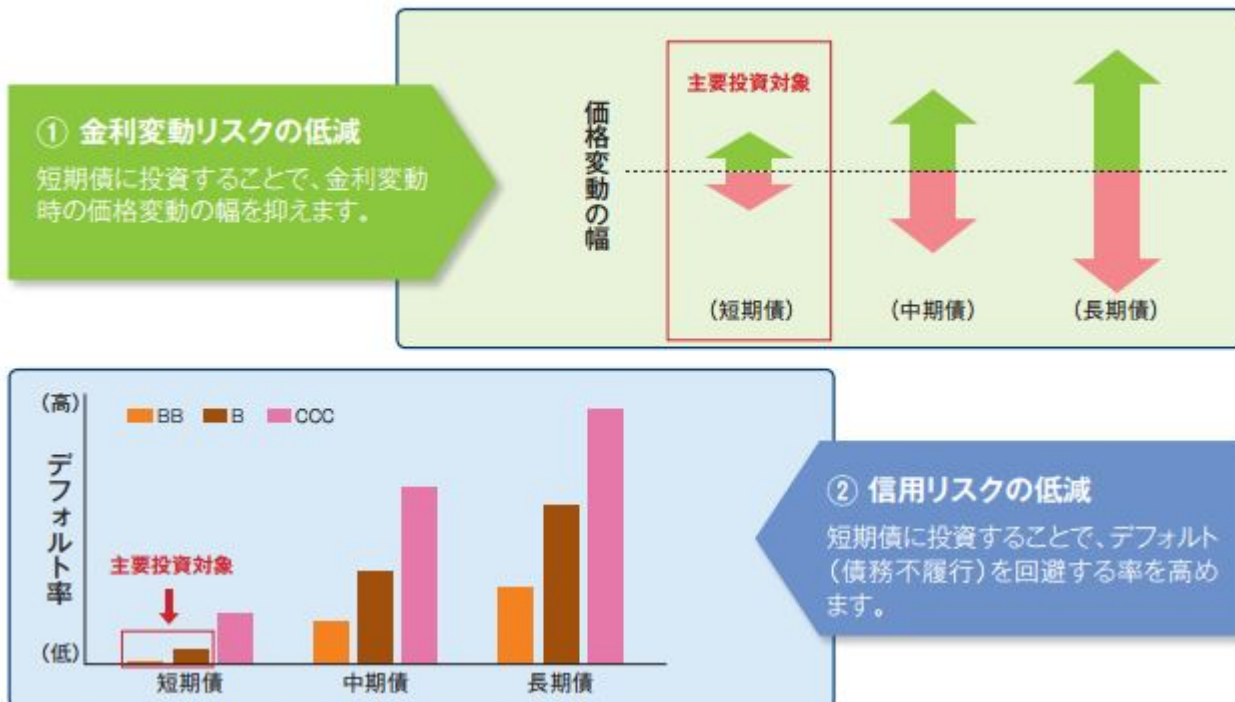 ① 金利変動リスクの低減
短期債に投資することで、金利変動
時の価格変動の幅を抑えます。
価格変動の幅
主要投資対象
(短期債)
(中期債)
(長期債)
(高)
デフォルト率
(低)
BB
B
CCC
主要投資対象
短期債
中期債
長期債
② 信用リスクの低減
短期債に投資することで、デフォルト
(債務不履行)を回避する率を高め
ます。